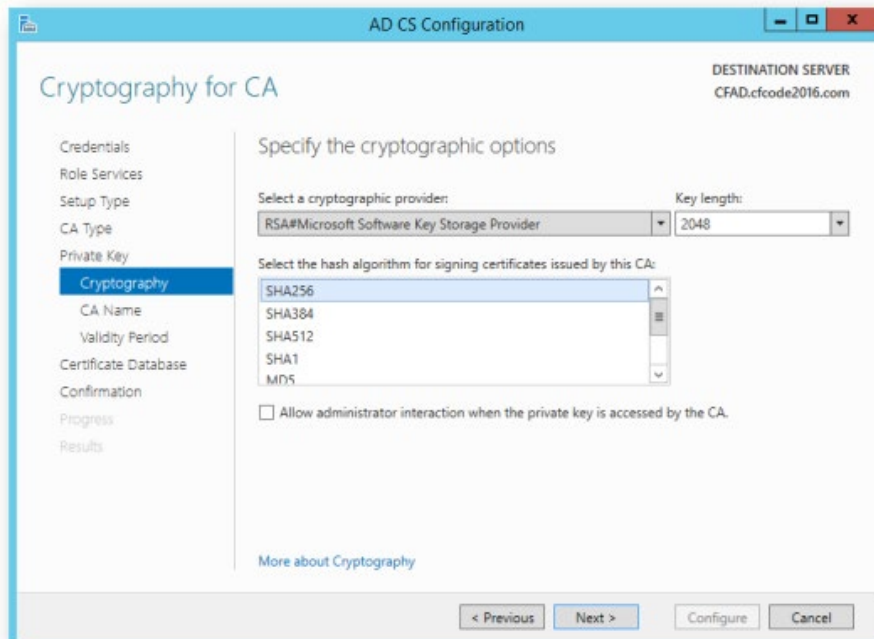 AD CS Configuration
DESTINATION SERVER
CFAD.cfcode2016.com
Cryptography for CA
Credentials
Role Services
Setup Type
CA Type
Private Key
Cryptography
CA Name
Validity Period
Certificate Database
Confirmation
Progress
Results
Specify the cryptographic options
Select a cryptographic provider:
Key length:
RSA#Microsoft Software Key Storage Provider
2048
Select the hash algorithm for signing certificates issued by this CA:
SHA256
SHA384
SHA512
SHA1
MD5
Allow administrator interaction when the private key is accessed by the CA.
More about Cryptography
< Previous
Next >
Configure
Cancel